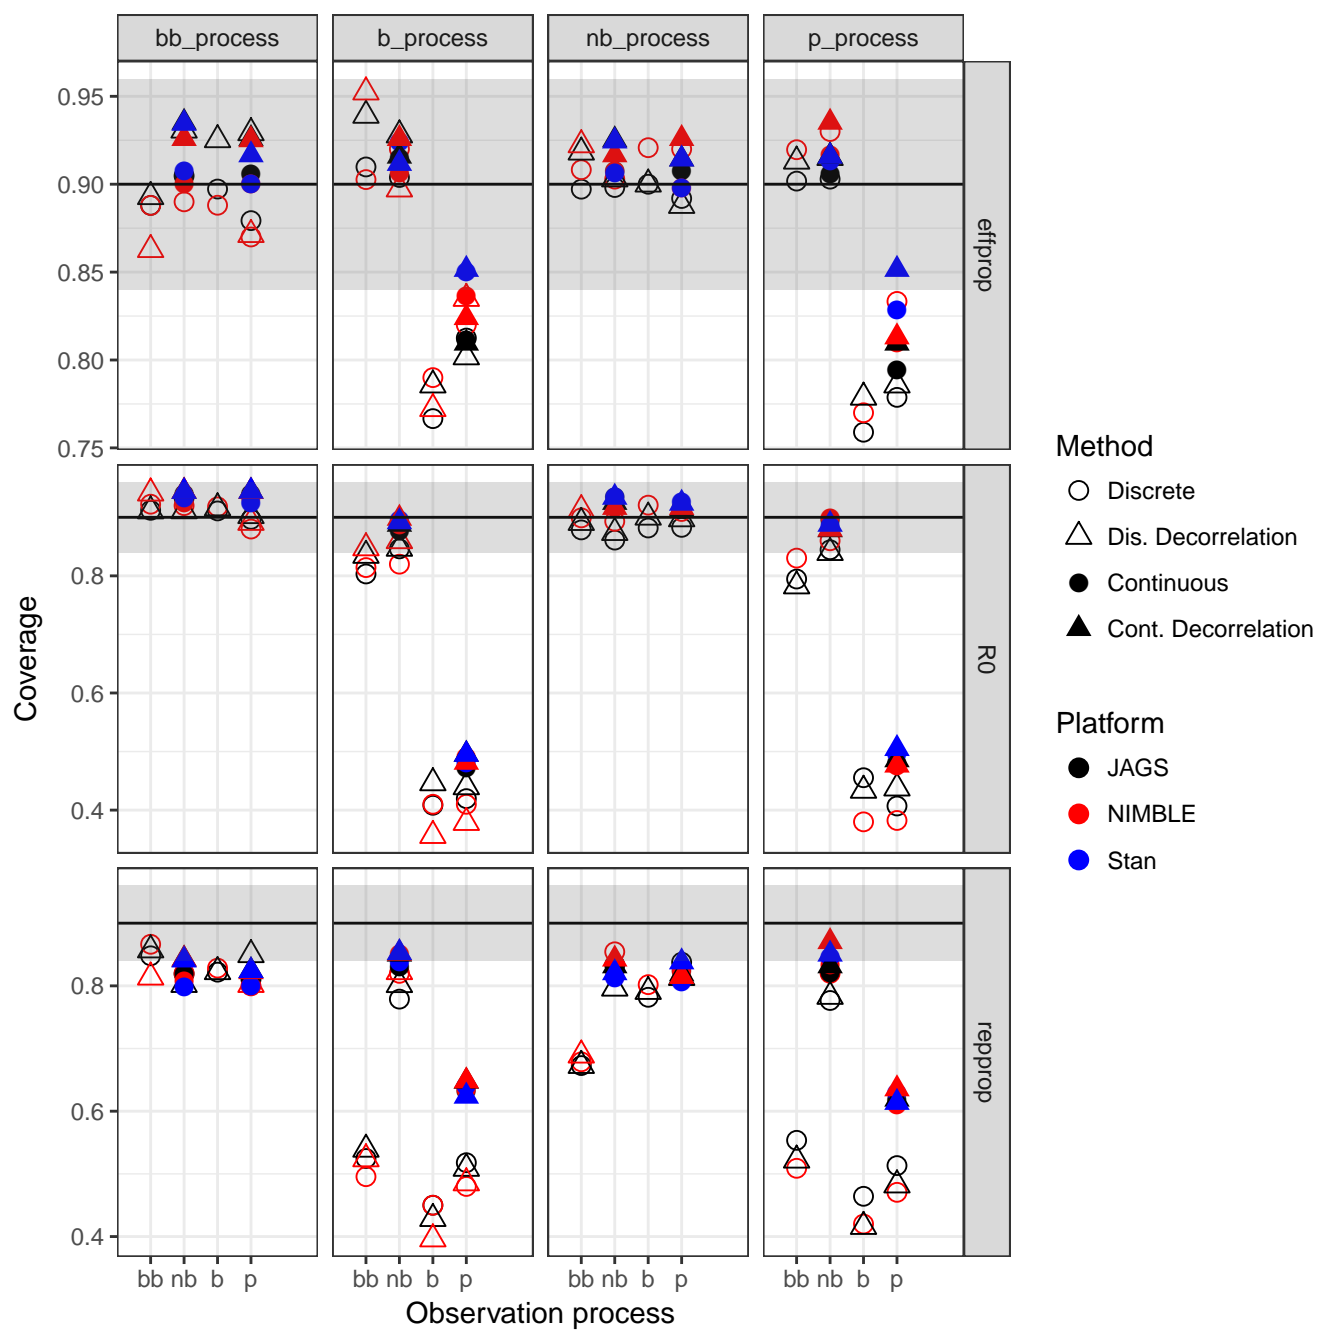 bb_process b_process nb_process p_process
0.95
0.90
0.85
0.80
0.75
effprop
0.8
0.6
0.4
R0
0.8
0.6
0.4
repprop
Coverage
bb nb b p bb nb b p bb nb b p bb nb b p
Observation process
Method
Discrete
Dis. Decorrelation
Continuous
Cont. Decorrelation
Platform
JAGS
NIMBLE
Stan